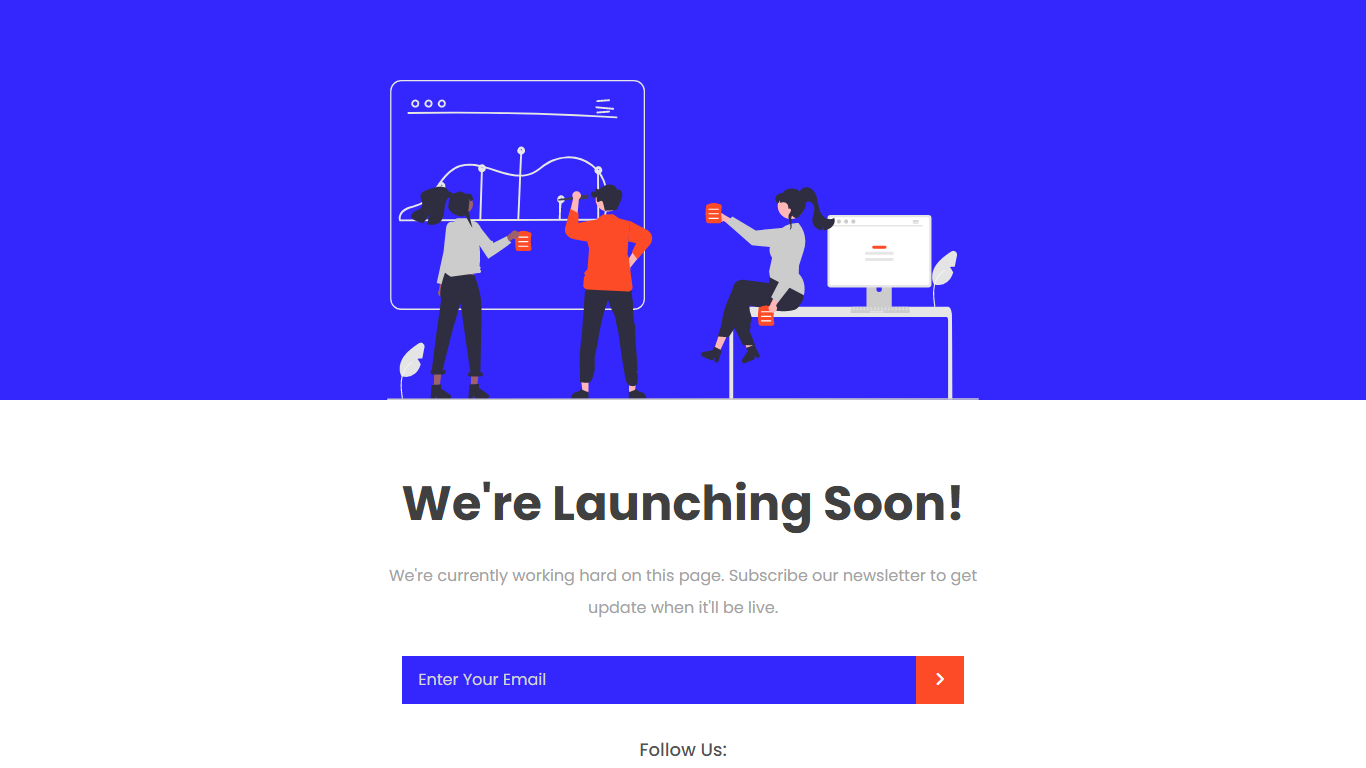 We're Launching Soon!
We're currently working hard on this page. Subscribe our newsletter to get
update when it'll be live.
Enter Your Email
Follow Us: